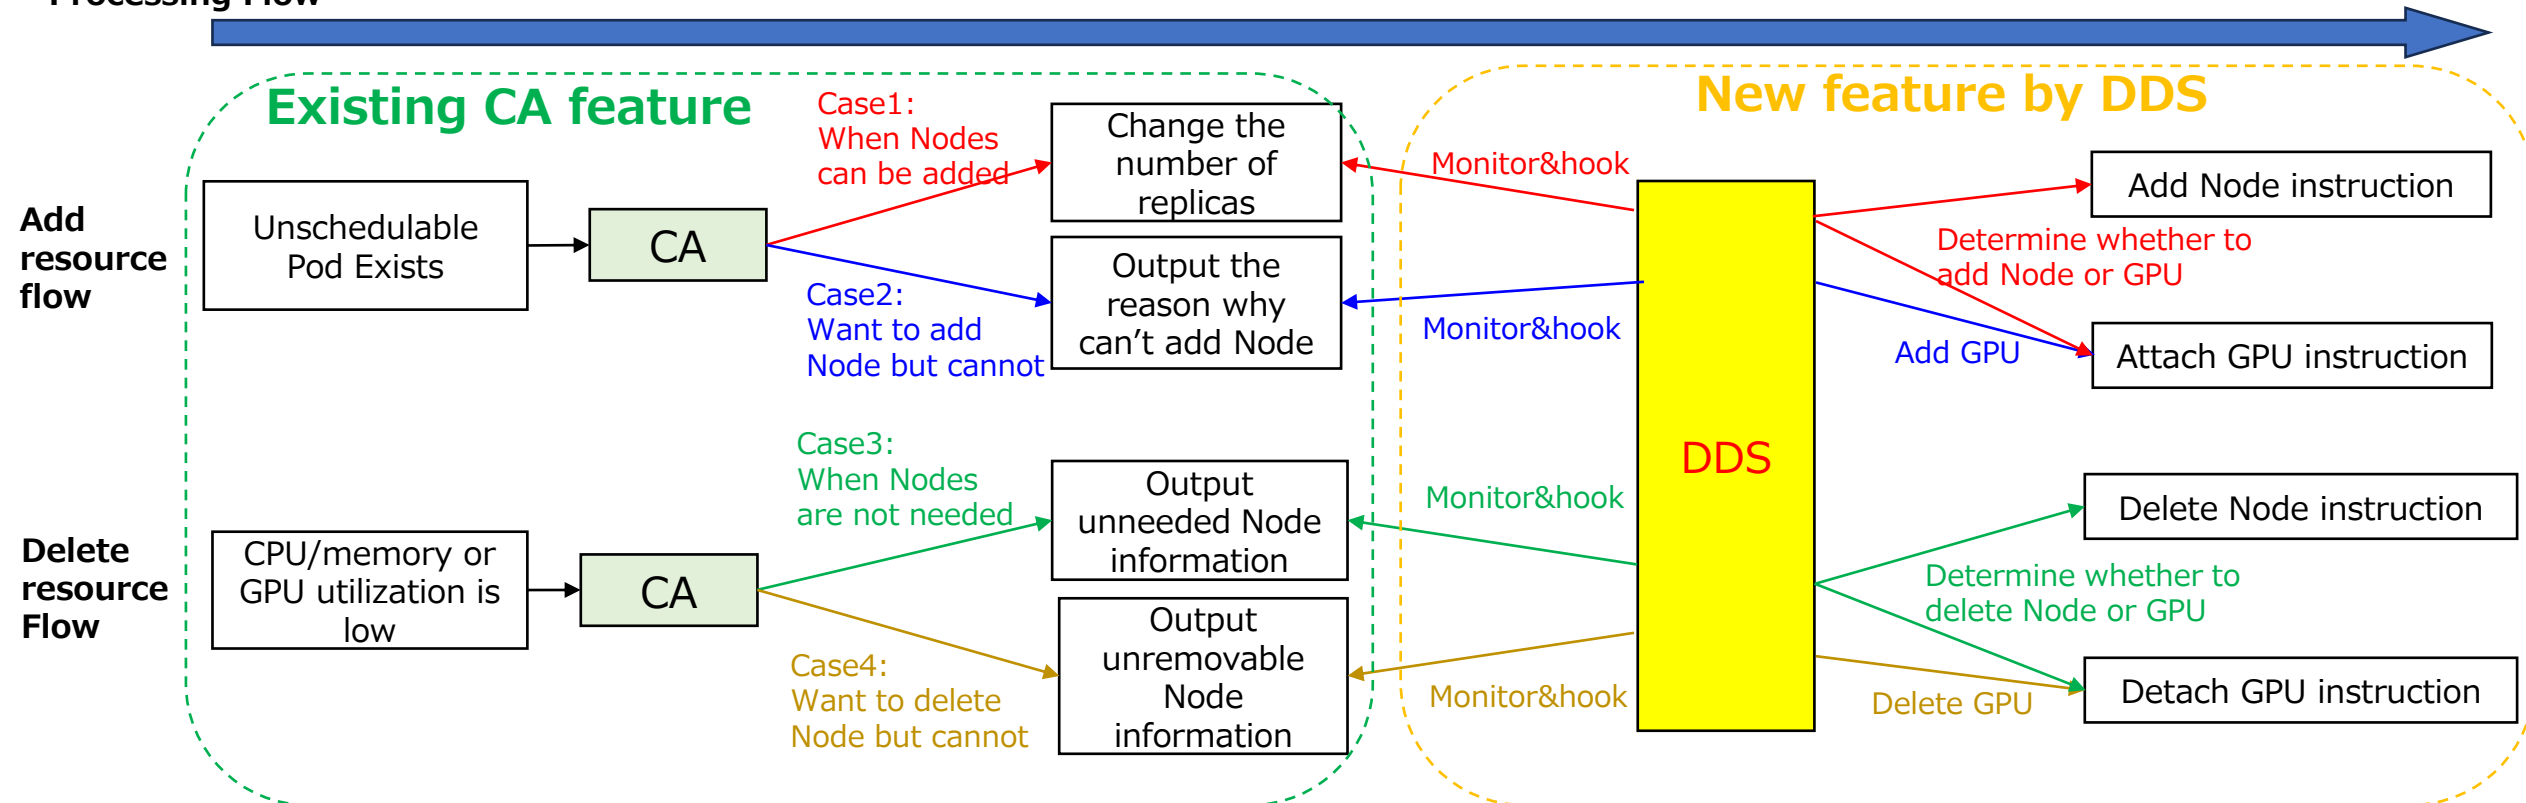 Processing Flow
Existing CA feature
New feature by DDS
Add
resource
flow
Unschedulable
Pod Exists
CA
Case1:
When Nodes
can be added
Change the
number of
replicas
Case2:
Want to add
Node but cannot
Output the
reason why
can’t add Node
Monitor&hook
Monitor&hook
Add Node instruction
Determine whether to
add Node or GPU
Add GPU
Attach GPU instruction
DDS
Delete
resource
Flow
CPU/memory or
GPU utilization is
low
CA
Case3:
When Nodes
are not needed
Output
unneeded Node
information
Case4:
Want to delete
Node but cannot
Output
unremovable
Node
information
Monitor&hook
Monitor&hook
Delete Node instruction
Determine whether to
delete Node or GPU
Delete GPU
Detach GPU instruction